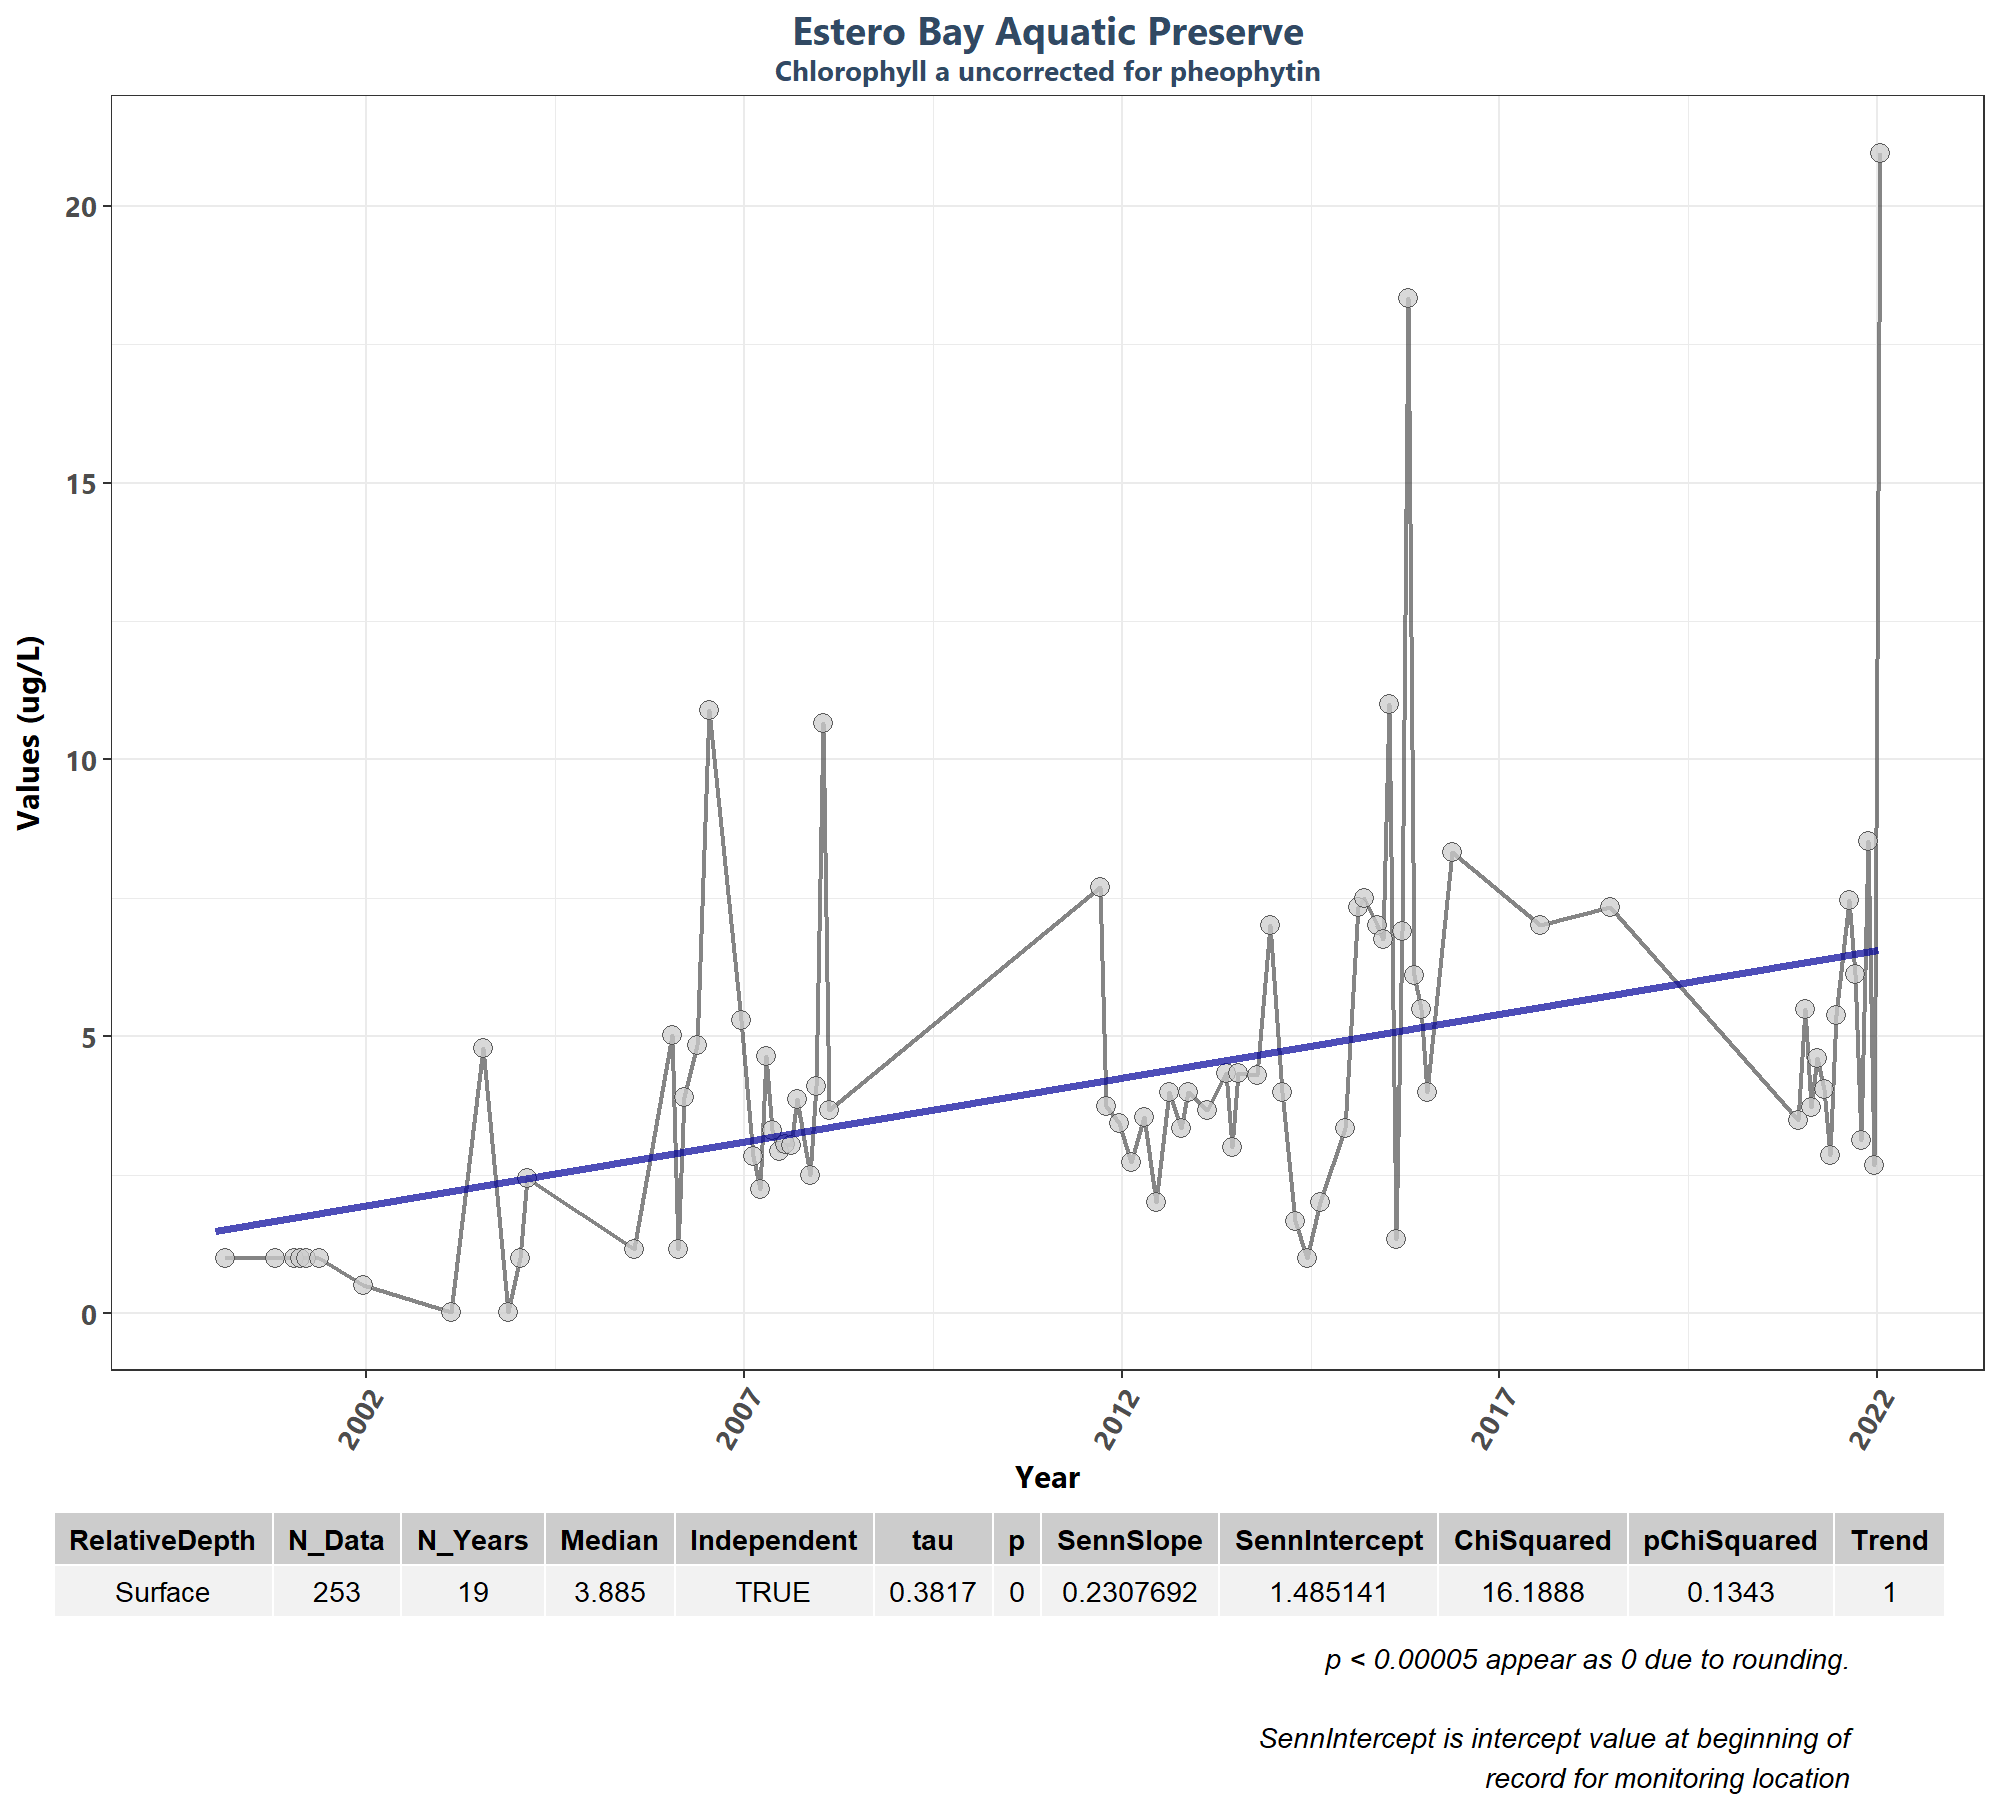 Estero Bay Aquatic Preserve
Chlorophyll a uncorrected for pheophytin
Values (ug/L)
20
15
10
5
0
2002 2007 2012 2017 2022
Year
RelativeDepth N_Data N_Years Median Independent tau p SennSlope SennIntercept ChiSquared pChiSquared Trend
Surface 253 19 3.885 TRUE 0.3817 0 0.2307692 1.485141 16.1888 0.1343 1
p < 0.00005 appear as 0 due to rounding.
SennIntercept is intercept value at beginning of
record for monitoring location